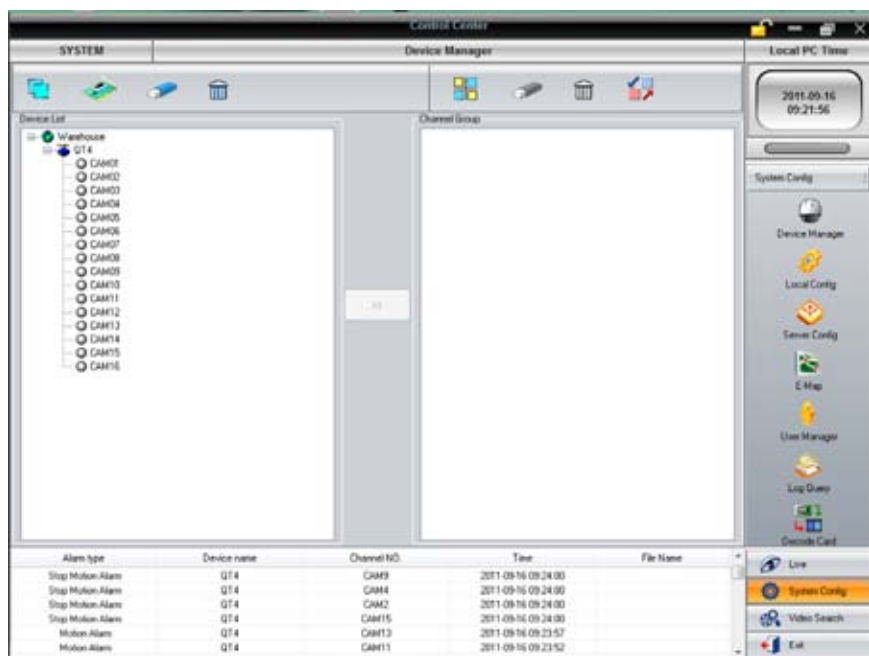 Control Center
SYSTEM
Device Manager
Local PC Time
2011-09-16
09:21:56
Device List
Channel Group
Warehouse
QT4
CAM01
CAM02
CAM03
CAM04
CAM05
CAM06
CAM07
CAM08
CAM09
CAM10
CAM11
CAM12
CAM13
CAM14
CAM15
CAM16
System Config
Device Manager
Local Config
Server Config
E-Map
User Manager
Log Query
Decode Card
Live
System Config
Video Search
Exit
Alarm type Device name Channel NO. Time File Name
Stop Motion Alarm QT4 CAM9 2011-09-16 09:24:00
Stop Motion Alarm QT4 CAM4 2011-09-16 09:24:00
Stop Motion Alarm QT4 CAM2 2011-09-16 09:24:00
Stop Motion Alarm QT4 CAM15 2011-09-16 09:24:00
Motion Alarm QT4 CAM13 2011-09-16 09:23:57
Motion Alarm QT4 CAM11 2011-09-16 09:23:52